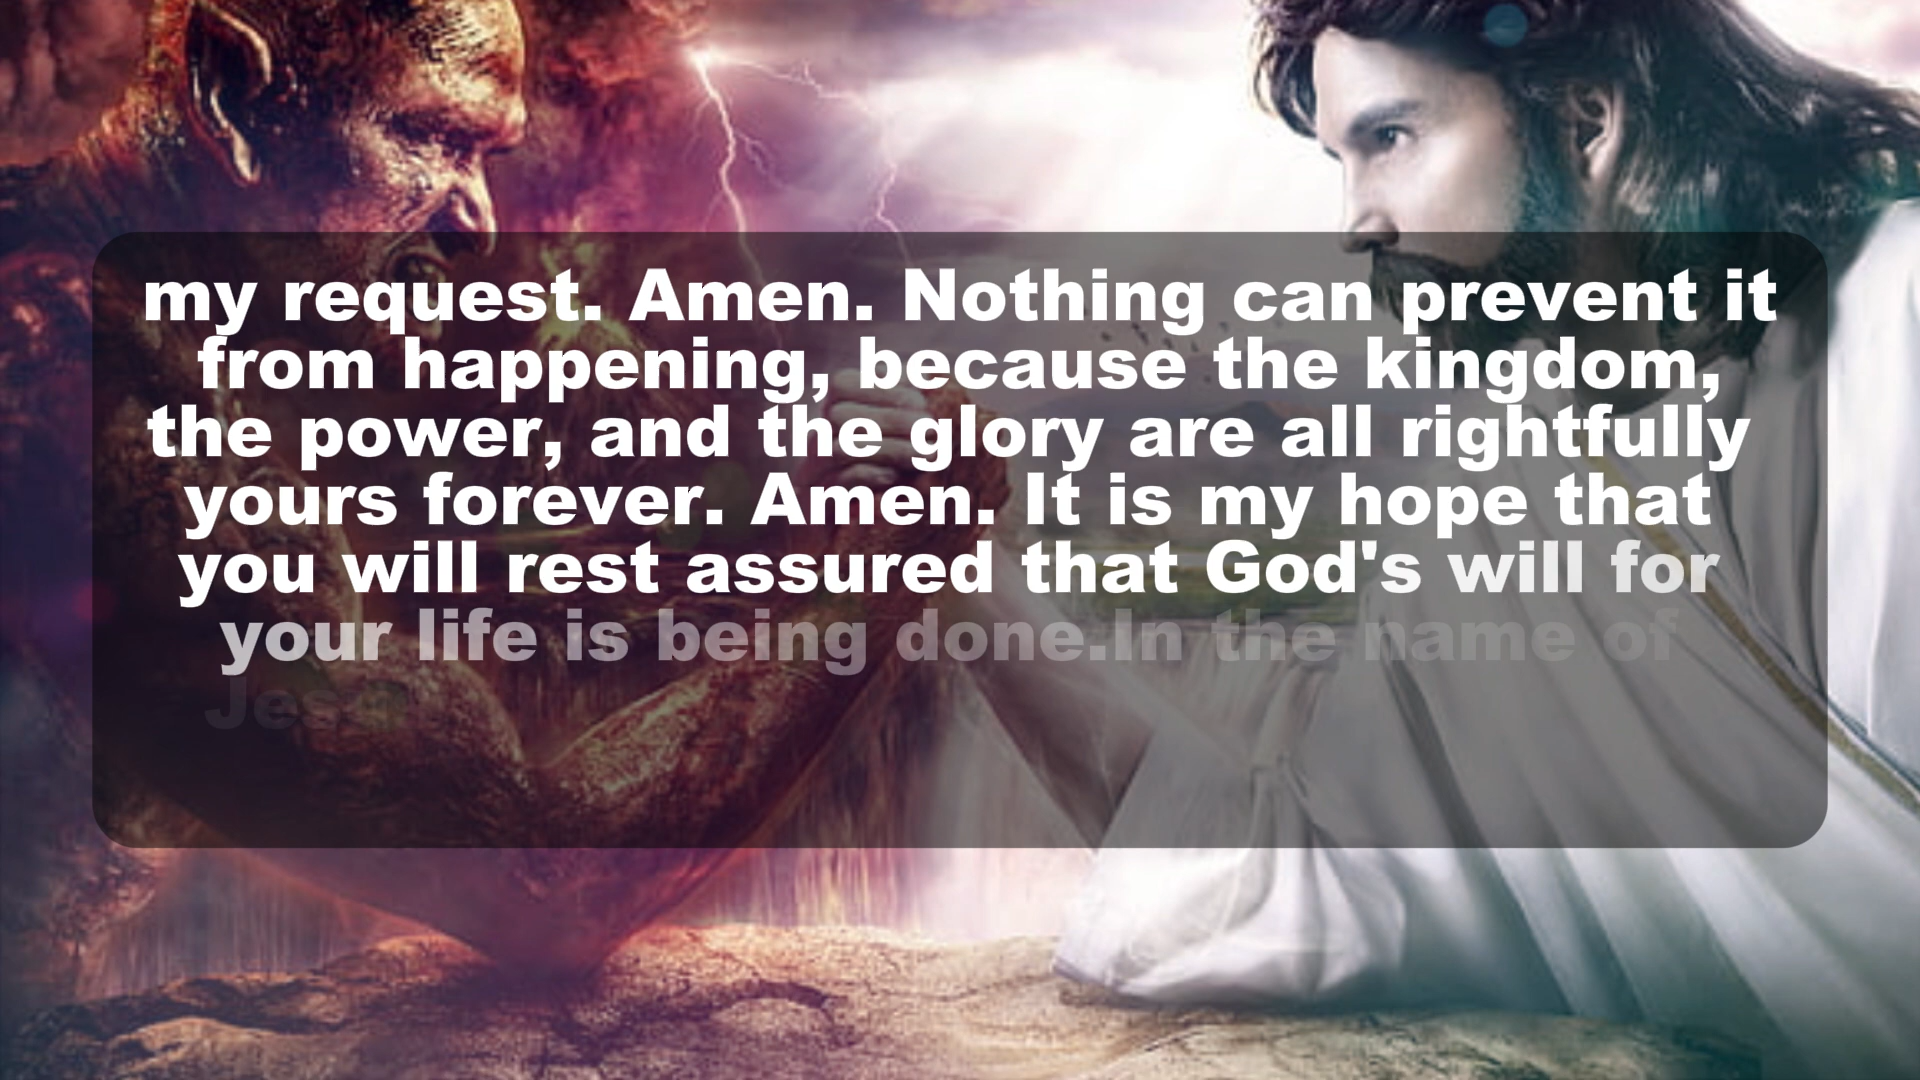 my request. Amen. Nothing can prevent it
from happening, because the kingdom,
the power, and the glory are all rightfully
yours forever. Amen. It is my hope that
you will rest assured that God's will for
your life is being done.In the name of